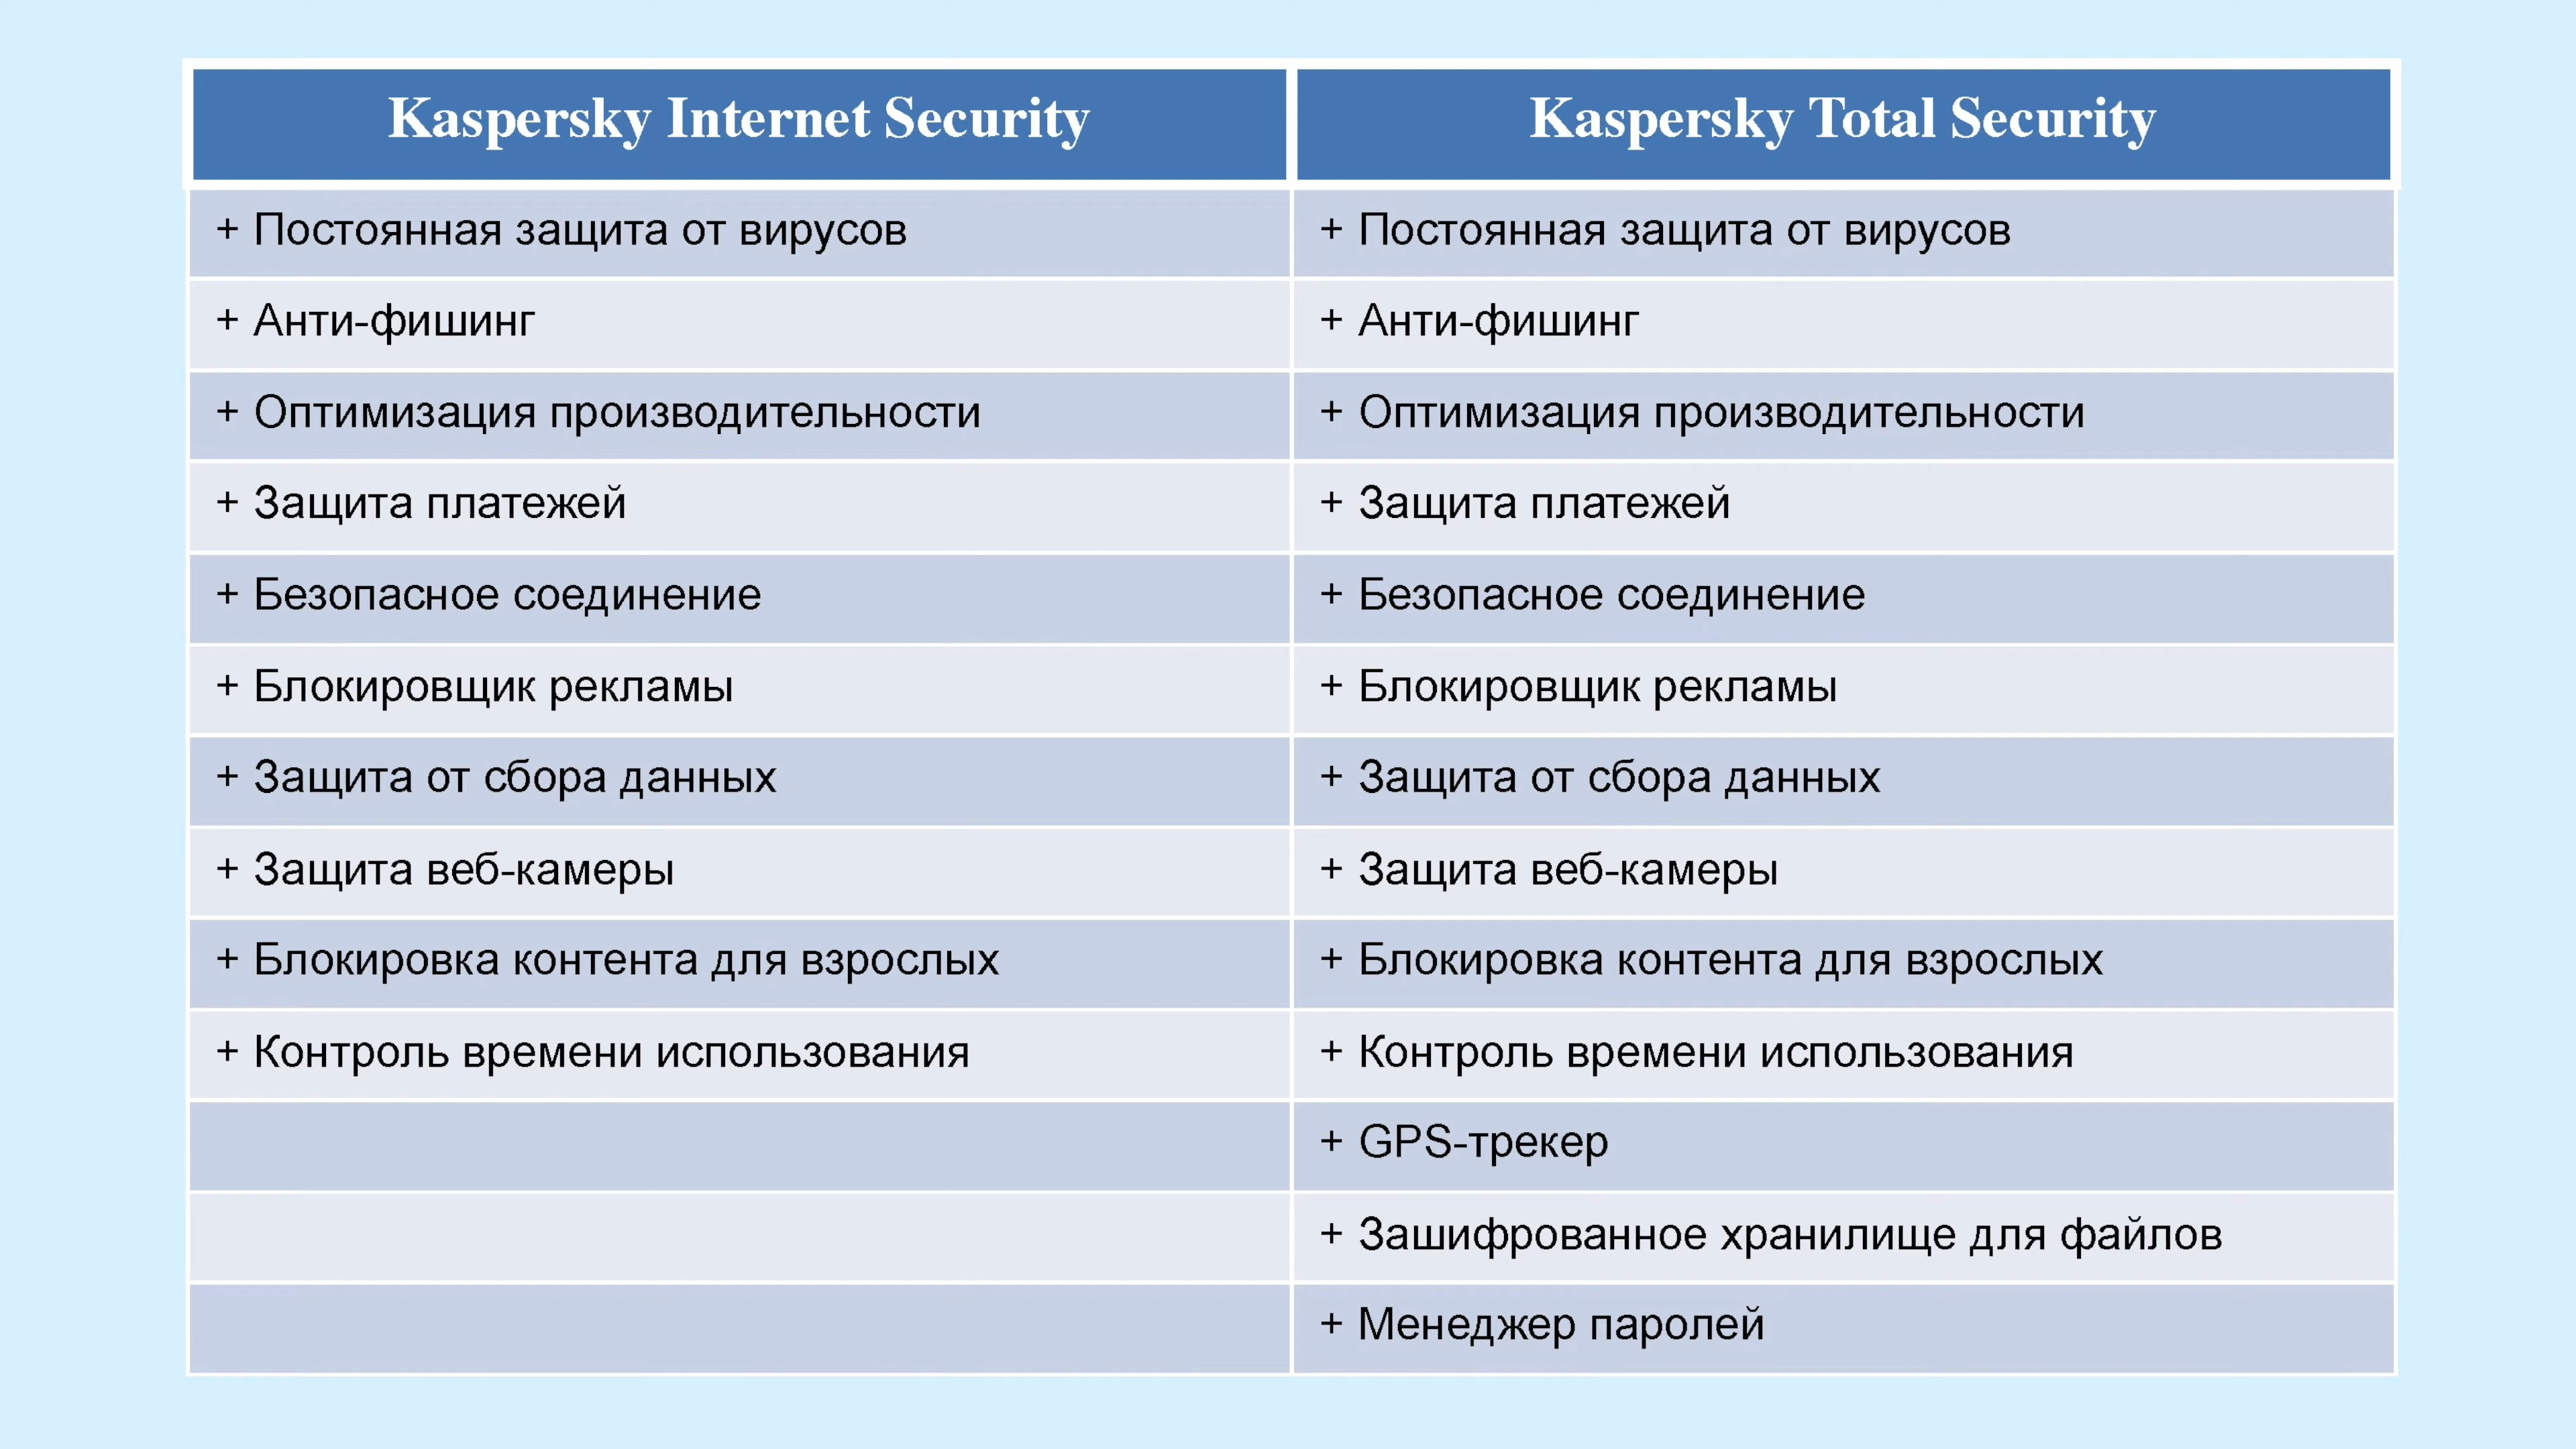 Kaspersky Internet Security
Kaspersky Total Security
+ Постоянная защита от вирусов
+ Постоянная защита от вирусов
+ Анти-фишинг
+ Анти-фишинг
+ Оптимизация производительности
+ Оптимизация производительности
+ Защита платежей
+ Защита платежей
+ Безопасное соединение
+ Безопасное соединение
+ Блокировщик рекламы
+ Блокировщик рекламы
+ Защита от сбора данных
+ Защита от сбора данных
+ Защита веб-камеры
+ Защита веб-камеры
+ Блокировка контента для взрослых
+ Блокировка контента для взрослых
+ Контроль времени использования
+ Контроль времени использования
+ GPS-трекер
+ Зашифрованное хранилище для файлов
+ Менеджер паролей